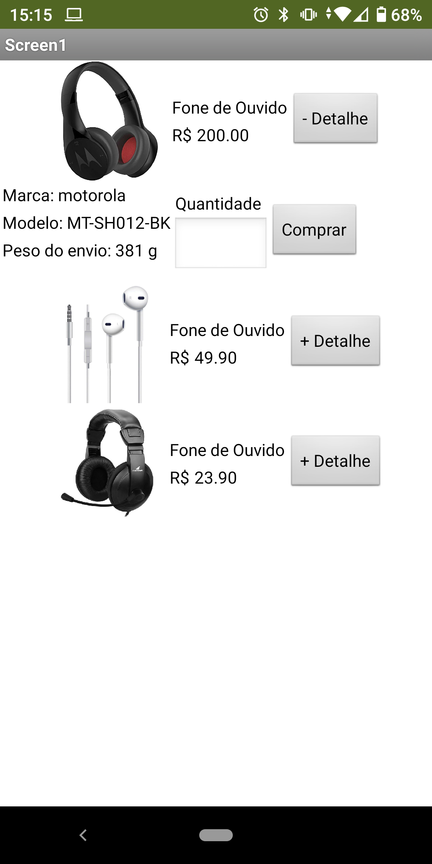 15:15
68%
Screen1
Fone de Ouvido
R$ 200.00
- Detalhe
Marca: motorola
Modelo: MT-SH012-BK
Peso do envio: 381 g
Quantidade
Comprar
Fone de Ouvido
R$ 49.90
+ Detalhe
Fone de Ouvido
R$ 23.90
+ Detalhe